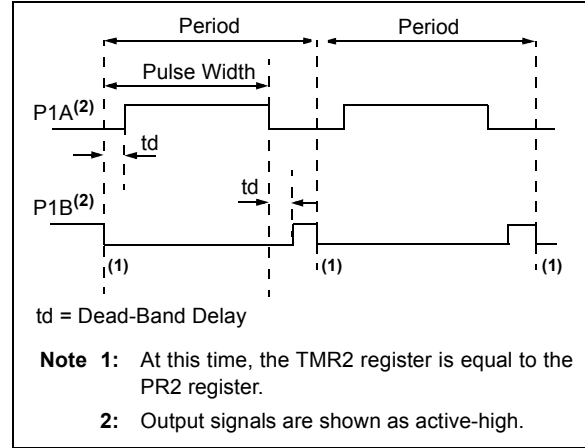 Period Period
Pulse Width
P1A(2)
td
td
P1B(2)
(1) (1) (1)
td = Dead-Band Delay
Note 1: At this time, the TMR2 register is equal to the
PR2 register.
2: Output signals are shown as active-high.